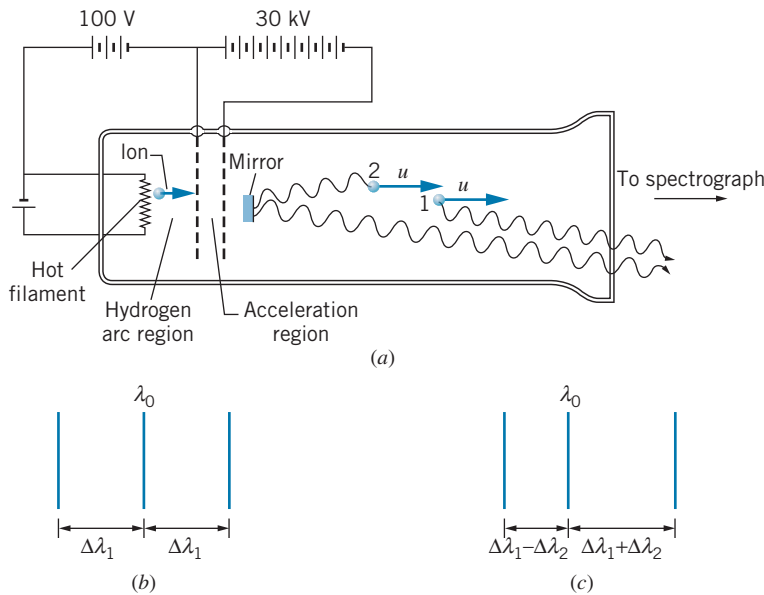 100 V
30 kV
Ion
Mirror
2
u
u
1
To spectrograph
Hot
filament
Hydrogen
arc region
Acceleration
region
(a)
λ₀
λ₀
Δλ₁
Δλ₁
Δλ₁−Δλ₂
Δλ₁+Δλ₂
(b)
(c)